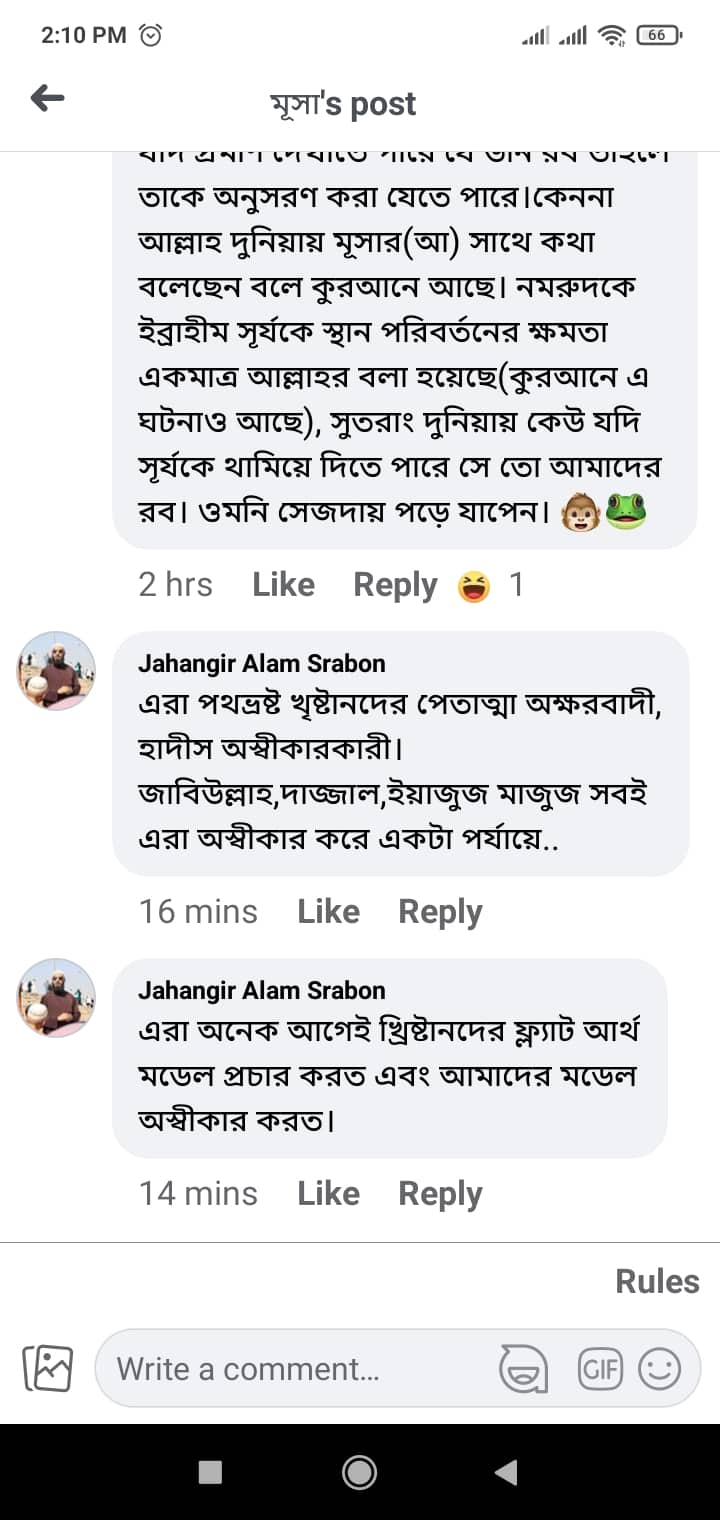 2:10 PM
66
মূসা's post
তাকে অনুসরণ করা যেতে পারে।কেননা
আল্লাহ দুনিয়ায় মূসার(আ) সাথে কথা
বলেছেন বলে কুরআনে আছে। নমরুদকে
ইব্রাহীম সূর্যকে স্থান পরিবর্তনের ক্ষমতা
একমাত্র আল্লাহর বলা হয়েছে(কুরআনে এ
ঘটনাও আছে), সুতরাং দুনিয়ায় কেউ যদি
সূর্যকে থামিয়ে দিতে পারে সে তো আমাদের
রব। ওমনি সেজদায় পড়ে যাপেন। 🐵🐸
2 hrs Like Reply 😆 1
Jahangir Alam Srabon
এরা পথভ্রষ্ট খৃষ্টানদের পেতাত্মা অক্ষরবাদী,
হাদীস অস্বীকারকারী।
জাবিউল্লাহ,দাজ্জাল,ইয়াজুজ মাজুজ সবই
এরা অস্বীকার করে একটা পর্যায়ে..
16 mins Like Reply
Jahangir Alam Srabon
এরা অনেক আগেই খ্রিষ্টানদের ফ্ল্যাট আর্থ
মডেল প্রচার করত এবং আমাদের মডেল
অস্বীকার করত।
14 mins Like Reply
Rules
Write a comment...
GIF